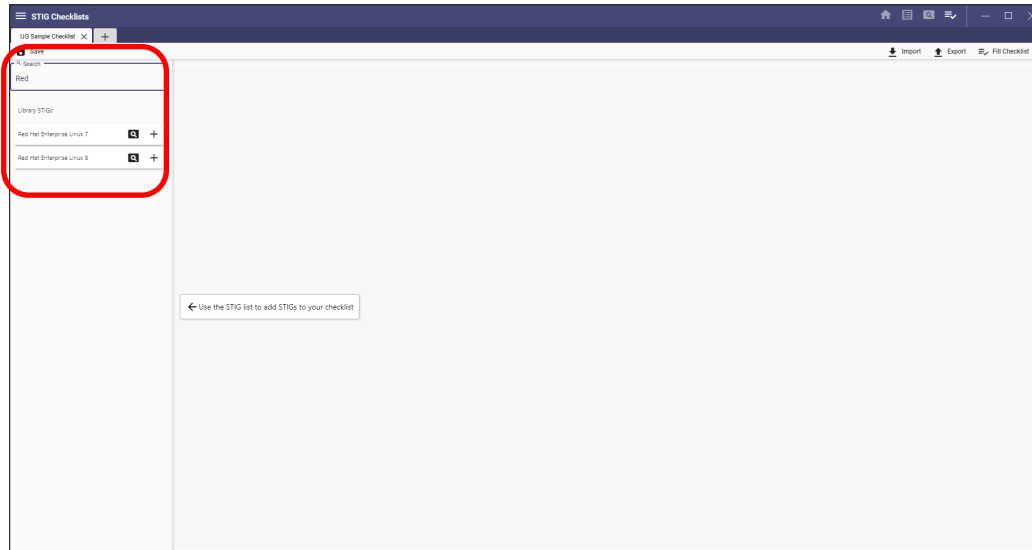 STIG Checklists
UG Sample Checklist
Save
Import Export Fill Checklist
Search
Red
Library STIGs
Red Hat Enterprise Linux 7
Red Hat Enterprise Linux 8
Use the STIG list to add STIGs to your checklist